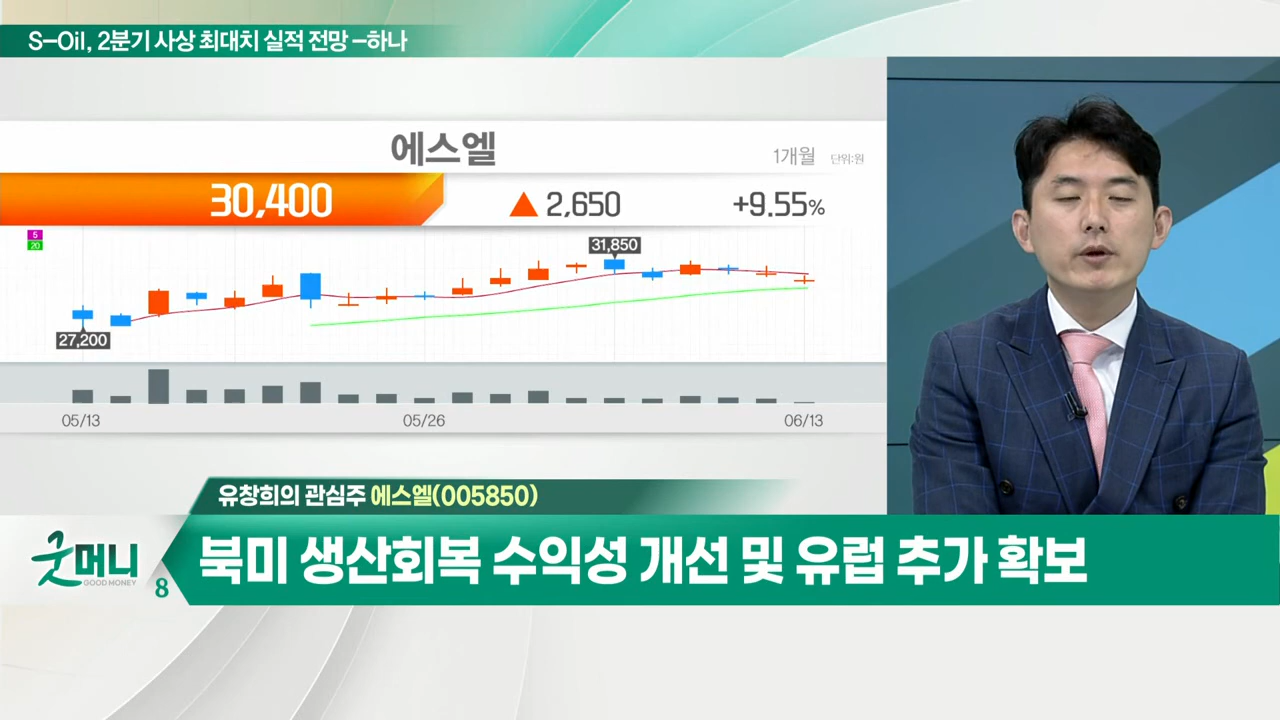 S-Oil, 2분기 사상 최대치 실적 전망 -하나
에스엘
1개월 단위:원
30,400 ▲ 2,650 +9.55%
5
20
31,850
27,200
05/13 05/26 06/13
유창희의 관심주 에스엘(005850)
굿머니
GOOD MONEY
8
북미 생산회복 수익성 개선 및 유럽 추가 확보